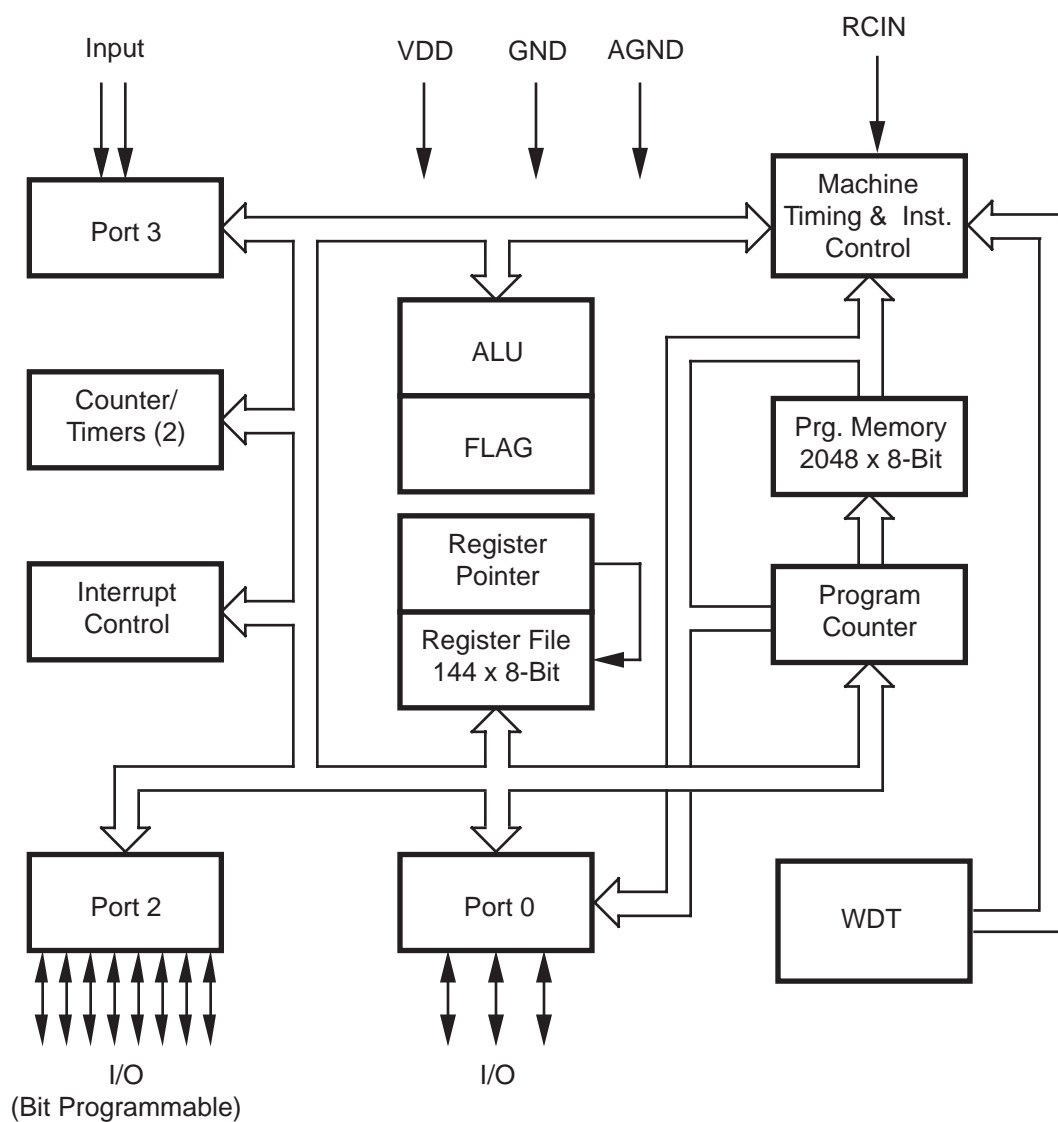 Input
VDD
GND
AGND
RCIN
Port 3
Machine
Timing & Inst.
Control
ALU
FLAG
Counter/
Timers (2)
Prg. Memory
2048 x 8-Bit
Register
Pointer
Interrupt
Control
Program
Counter
Register File
144 x 8-Bit
Port 2
Port 0
WDT
I/O
(Bit Programmable)
I/O